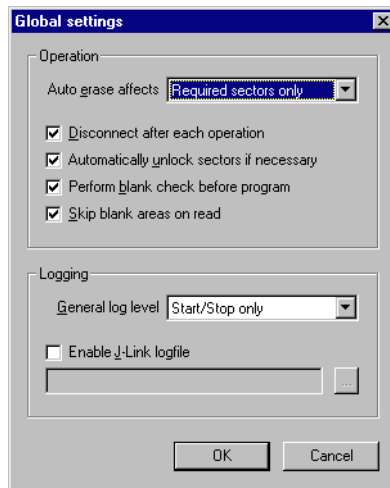 Global settings
Operation
Auto erase affects Required sectors only
Disconnect after each operation
Automatically unlock sectors if necessary
Perform blank check before program
Skip blank areas on read
Logging
General log level Start/Stop only
Enable J-Link logfile
...
OK Cancel